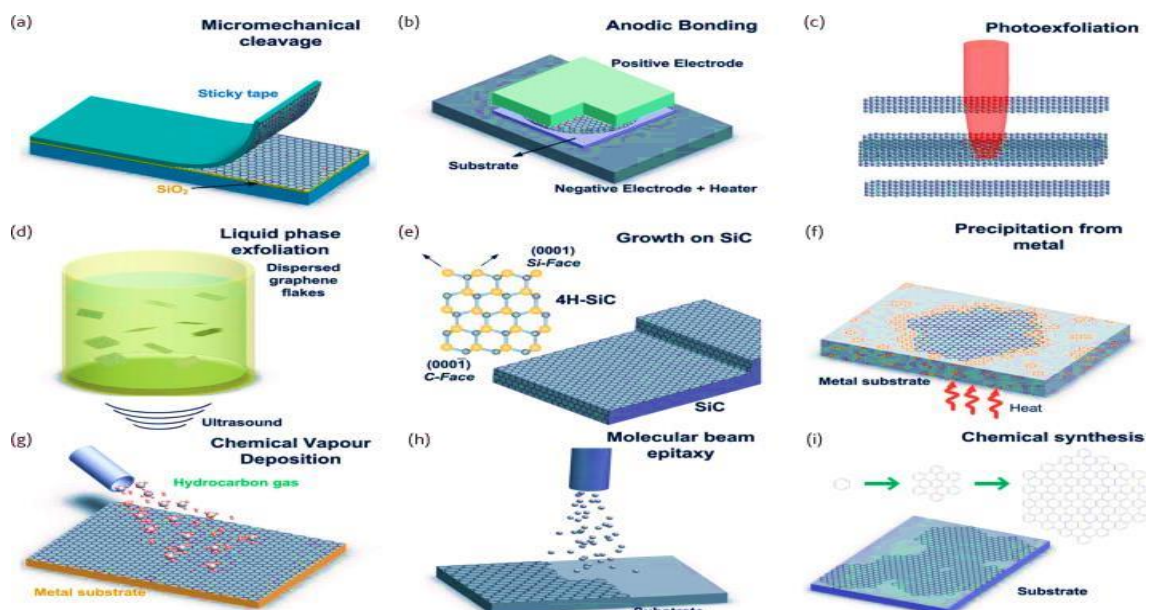 (a)
Micromechanical
cleavage
Sticky tape
SiO₂
(b)
Anodic Bonding
Positive Electrode
Substrate
Negative Electrode + Heater
(c)
Photoexfoliation
(d)
Liquid phase
exfoliation
Dispersed
graphene
flakes
Ultrasound
(e)
Growth on SiC
(0001)
Si-Face
4H-SiC
(0001̄)
C-Face
SiC
(f)
Precipitation from
metal
Metal substrate
Heat
(g)
Chemical Vapour
Deposition
Hydrocarbon gas
Metal substrate
(h)
Molecular beam
epitaxy
Substrate
(i)
Chemical synthesis
Substrate